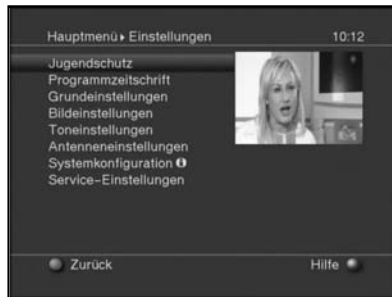 Hauptmenü ▸ Einstellungen 10:12
Jugendschutz
Programmzeitschrift
Grundeinstellungen
Bildeinstellungen
Toneinstellungen
Antenneneinstellungen
Systemkonfiguration
Service-Einstellungen
Zurück Hilfe